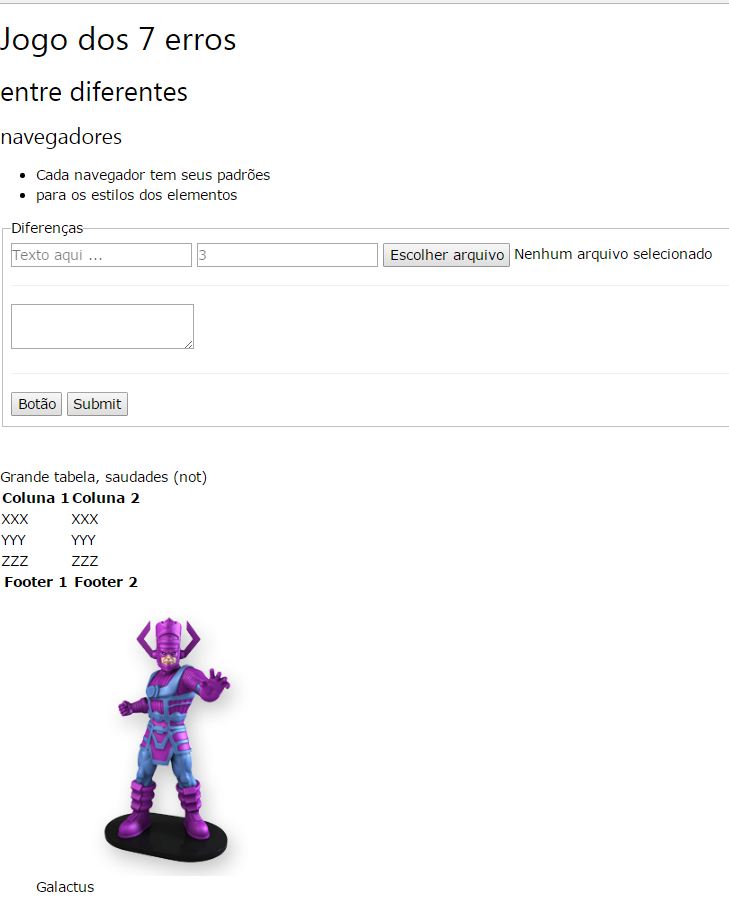 Jogo dos 7 erros
entre diferentes
navegadores
Cada navegador tem seus padrões
para os estilos dos elementos
Diferenças
Texto aqui ... 3 Escolher arquivo Nenhum arquivo selecionado
Botão Submit
Grande tabela, saudades (not)
Coluna 1 Coluna 2
XXX XXX
YYY YYY
ZZZ ZZZ
Footer 1 Footer 2
Galactus